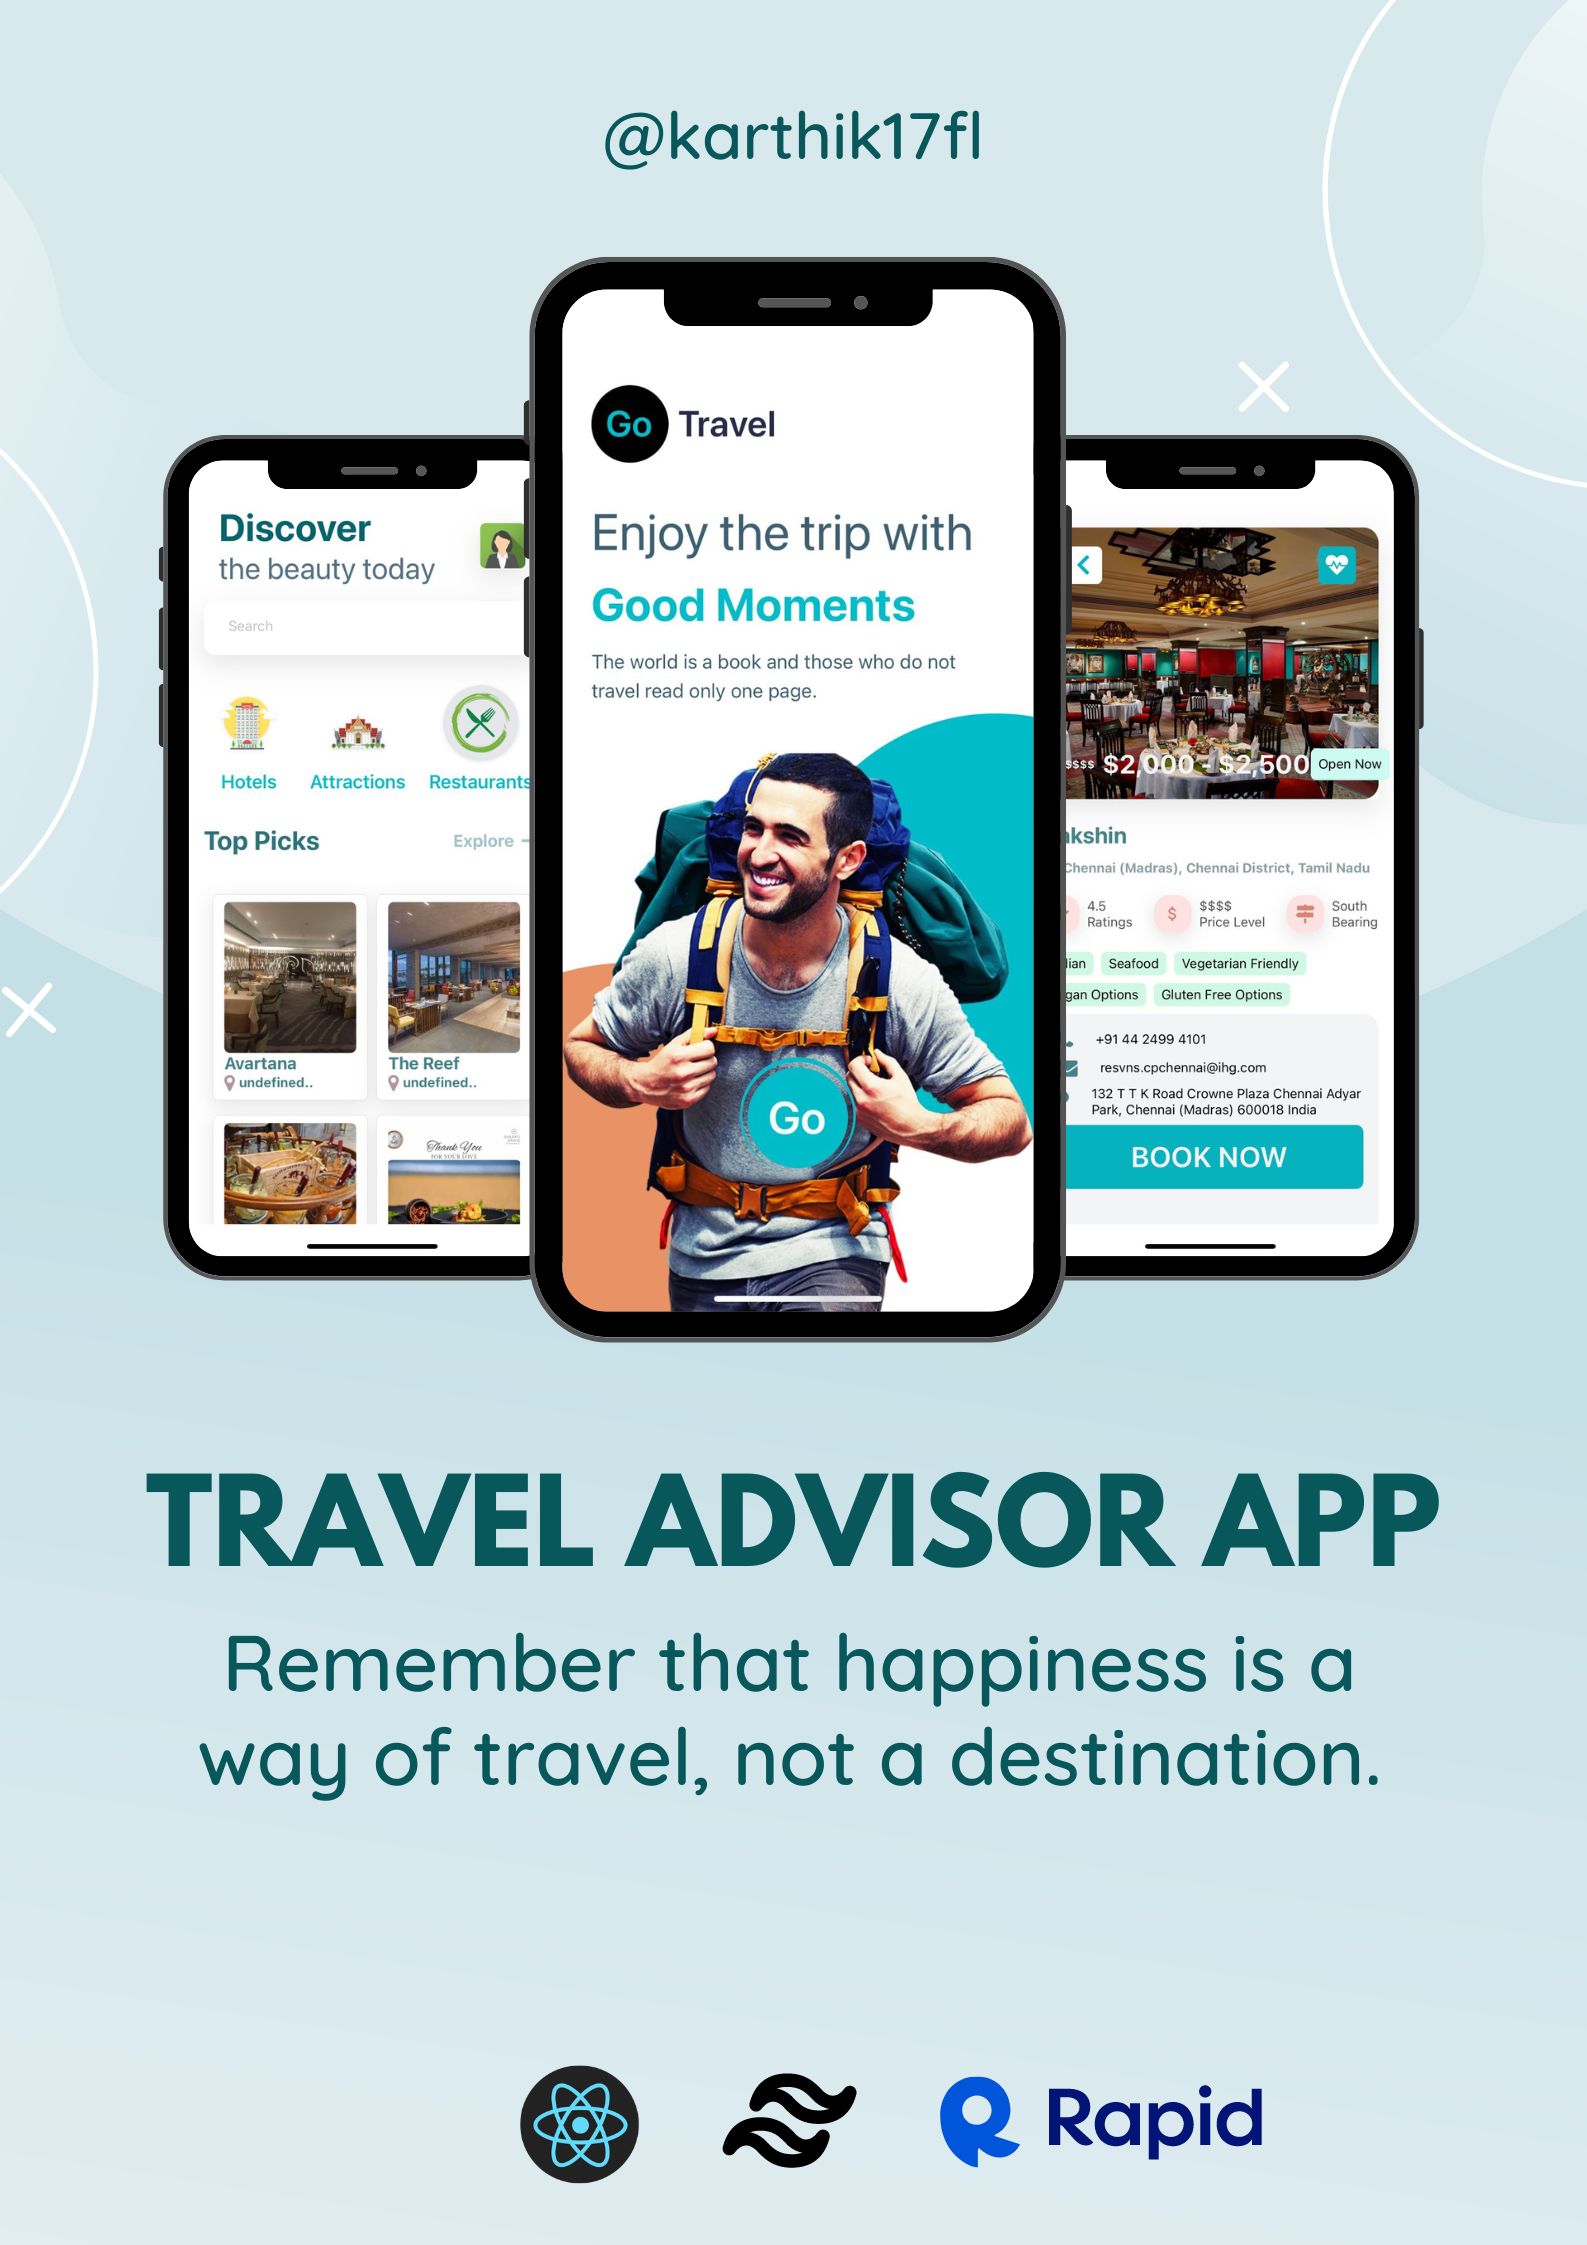 @karthik17fl
Discover
the beauty today
Search
Hotels
Attractions
Restaurants
Top Picks
Explore
Avartana
undefined..
The Reef
undefined..
Thank You
FOR YOUR LOVE
Go Travel
Enjoy the trip with
Good Moments
The world is a book and those who do not
travel read only one page.
Go
$$$$ $2,000 - $2,500 Open Now
Chennai (Madras), Chennai District, Tamil Nadu
4.5
Ratings
$
$$$$
Price Level
South
Bearing
Seafood
Vegetarian Friendly
Options
Gluten Free Options
+91 44 2499 4101
resvns.cpchennai@ihg.com
132 T T K Road Crowne Plaza Chennai Adyar
Park, Chennai (Madras) 600018 India
BOOK NOW
TRAVEL ADVISOR APP
Remember that happiness is a
way of travel, not a destination.
Rapid